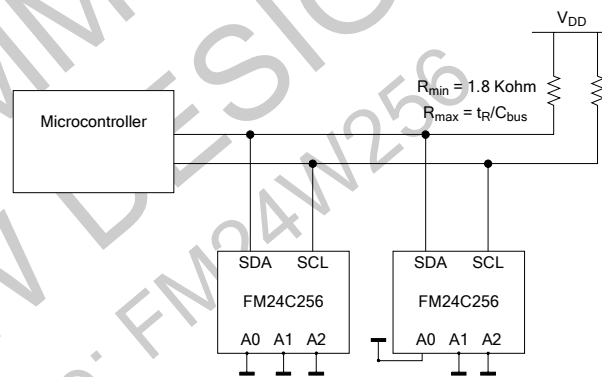 V_DD
R_min = 1.8 Kohm
R_max = t_R/C_bus
Microcontroller
SDA SCL
SDA SCL
FM24C256
FM24C256
A0 A1 A2
A0 A1 A2
FM24W256